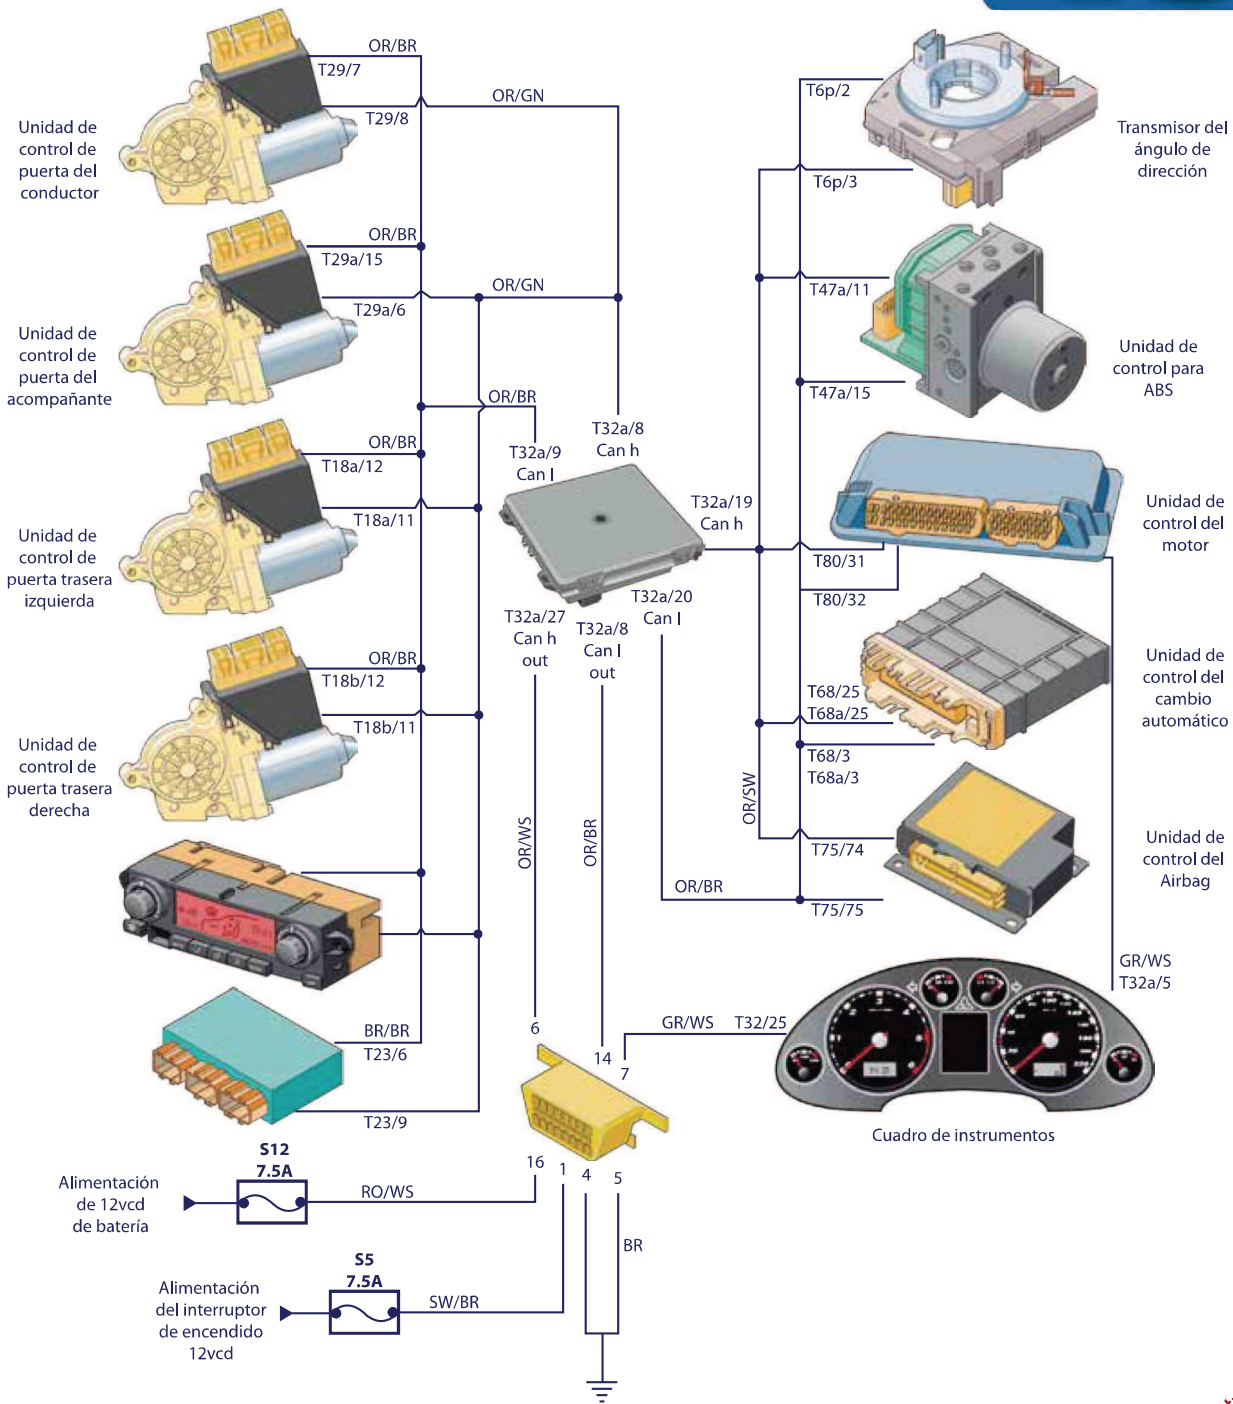 OR/BR
T29/7
OR/GN
T29/8
Unidad de
control de
puerta del
conductor
OR/BR
T29a/15
OR/GN
T29a/6
Unidad de
control de
puerta del
acompañante
OR/BR
OR/BR
T18a/12
T18a/11
Unidad de
control de
puerta trasera
izquierda
OR/BR
T18b/12
T18b/11
Unidad de
control de
puerta trasera
derecha
BR/BR
T23/6
T23/9
T32a/9
Can l
T32a/8
Can h
T32a/19
Can h
T32a/27
Can h
out
T32a/8
Can l
out
T32a/20
Can l
OR/WS
OR/BR
OR/BR
OR/SW
T6p/2
T6p/3
Transmisor del
ángulo de
dirección
T47a/11
T47a/15
Unidad de
control para
ABS
T80/31
T80/32
Unidad de
control del
motor
T68/25
T68a/25
T68/3
T68a/3
Unidad de
control del
cambio
automático
T75/74
T75/75
Unidad de
control del
Airbag
GR/WS
T32a/5
GR/WS T32/25
Cuadro de instrumentos
6
14
7
16
1
4
5
S12
7.5A
Alimentación
de 12vcd
de batería
RO/WS
BR
S5
7.5A
Alimentación
del interruptor
de encendido
12vcd
SW/BR